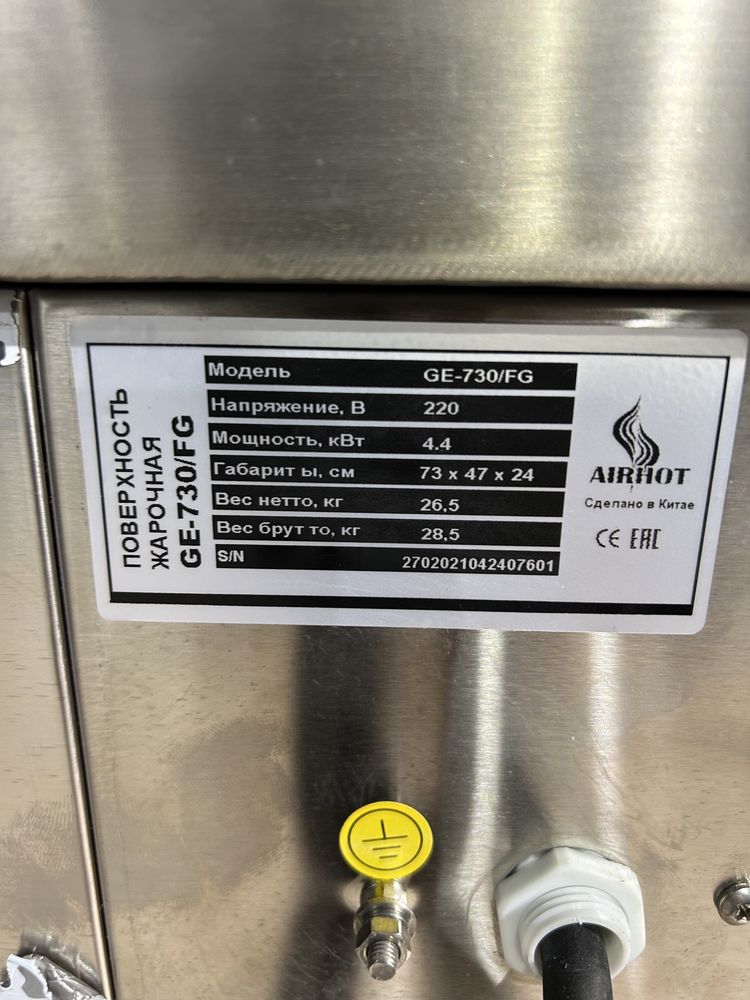 ПОВЕРХНОСТЬ
ЖАРОЧНАЯ
GE-730/FG
Модель GE-730/FG
Напряжение, В 220
Мощность, кВт 4.4
Габарит ы, см 73 x 47 x 24
Вес нетто, кг 26,5
Вес брут то, кг 28,5
S/N 2702021042407601
AIRHOT
Сделано в Китае
CE EAC